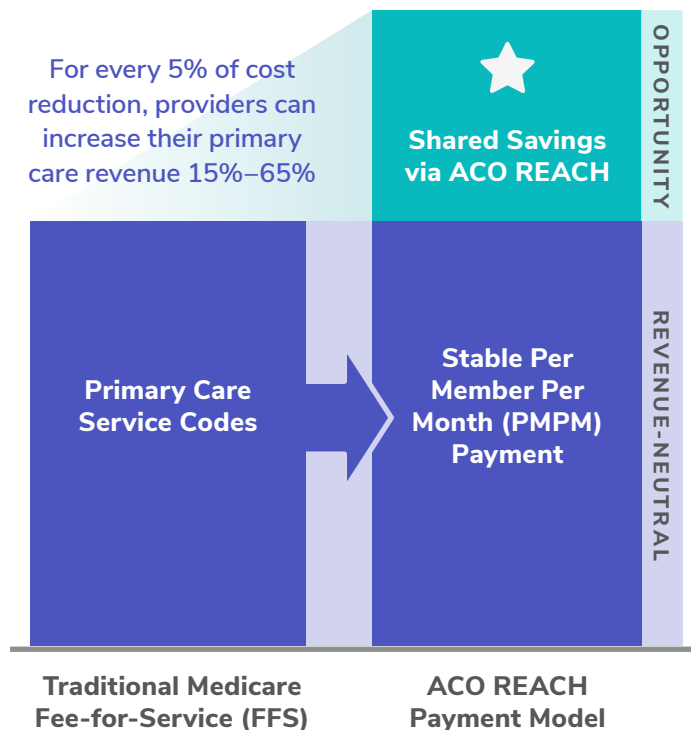 For every 5% of cost
reduction, providers can
increase their primary
care revenue 15%–65%
Shared Savings
via ACO REACH
OPPORTUNITY
Primary Care
Service Codes
Stable Per
Member Per
Month (PMPM)
Payment
REVENUE-NEUTRAL
Traditional Medicare
Fee-for-Service (FFS)
ACO REACH
Payment Model